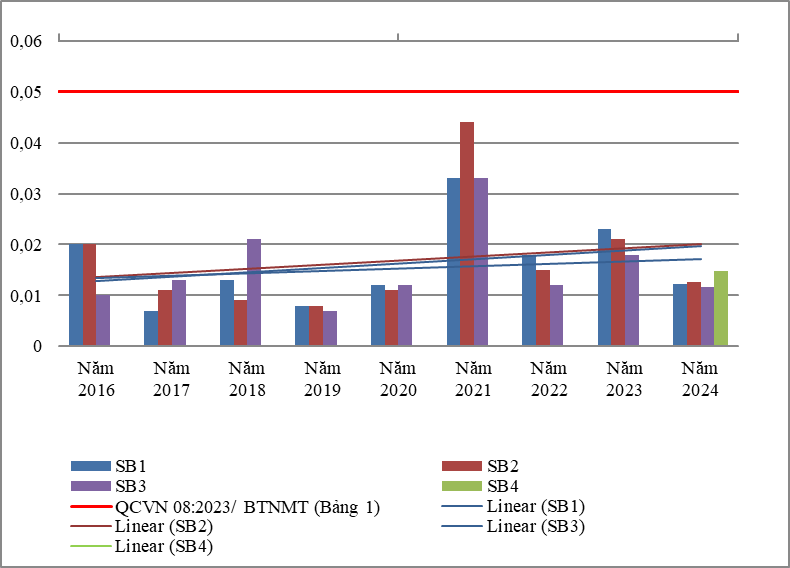 0,06
0,05
0,04
0,03
0,02
0,01
0
Năm Năm Năm Năm Năm Năm Năm Năm Năm
2016 2017 2018 2019 2020 2021 2022 2023 2024
SB1 SB2
SB3 SB4
QCVN 08:2023/ BTNMT (Bảng 1) Linear (SB1)
Linear (SB2) Linear (SB3)
Linear (SB4)